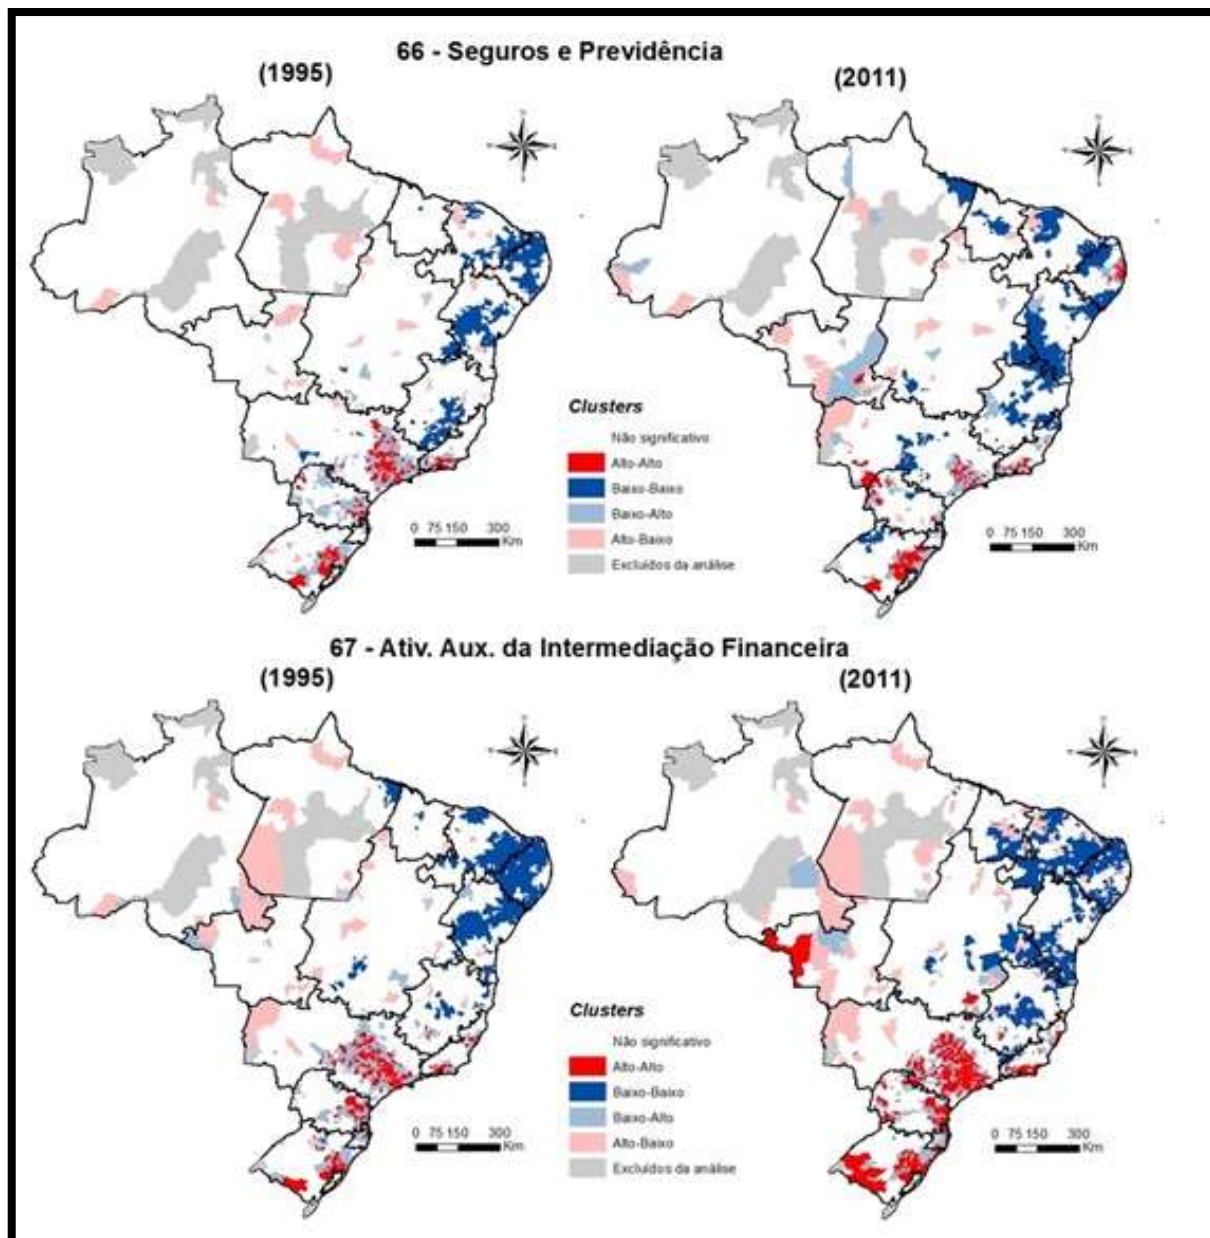 66 - Seguros e Previdência
(1995)
(2011)
Clusters
Não significativo
Alto-Alto
Baixo-Baixo
Baixo-Alto
Alto-Baixo
Excluídos da análise
0 75 150 300
Km
0 75 150 300
Km
67 - Ativ. Aux. da Intermediação Financeira
(1995)
(2011)
Clusters
Não significativo
Alto-Alto
Baixo-Baixo
Baixo-Alto
Alto-Baixo
Excluídos da análise
0 75 150 300
Km
0 75 150 300
Km